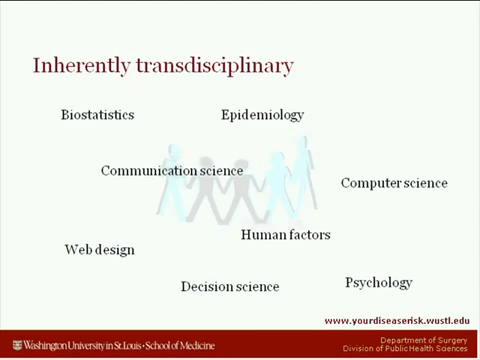 Inherently transdisciplinary
Biostatistics
Epidemiology
Communication science
Computer science
Human factors
Web design
Decision science
Psychology
www.yourdiseaserisk.wustl.edu
Washington University in St. Louis • School of Medicine
Department of Surgery
Division of Public Health Sciences